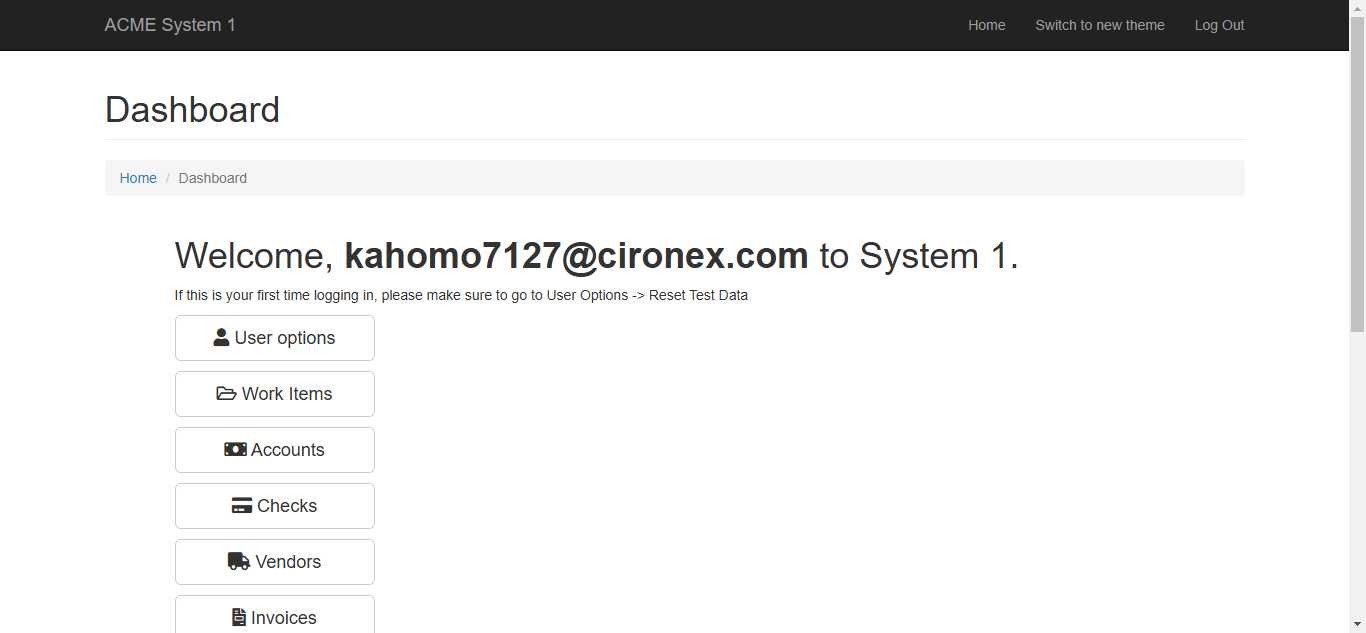 ACME System 1
Home
Switch to new theme
Log Out
Dashboard
Home / Dashboard
Welcome, kahomo7127@cironex.com to System 1.
If this is your first time logging in, please make sure to go to User Options -> Reset Test Data
User options
Work Items
Accounts
Checks
Vendors
Invoices